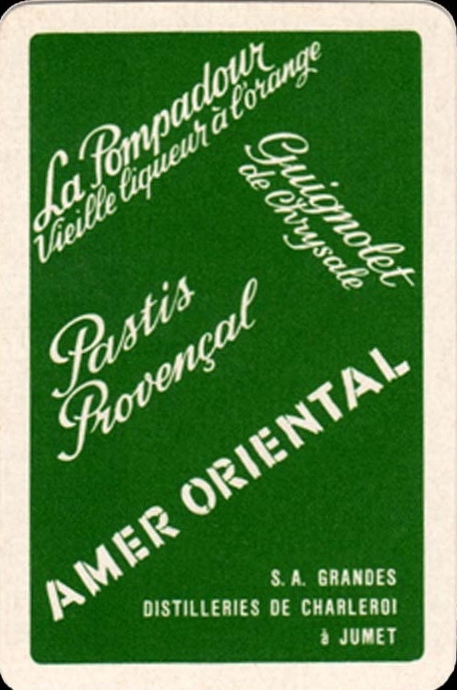 La Pompadour
Vieille liqueur à l'orange
Guignolet
de Chrysale
Pastis
Provençal
AMER ORIENTAL
S. A. GRANDES
DISTILLERIES DE CHARLEROI
à JUMET